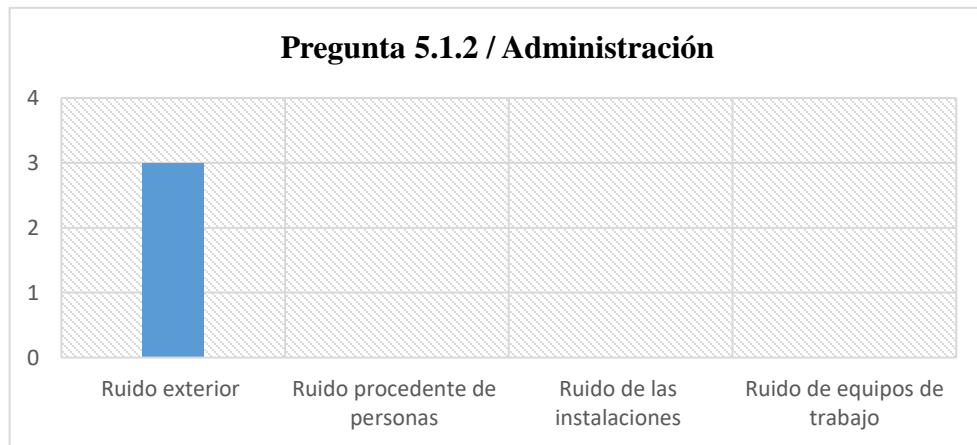 Pregunta 5.1.2 / Administración
4
3
2
1
0
Ruido exterior
Ruido procedente de
personas
Ruido de las
instalaciones
Ruido de equipos de
trabajo